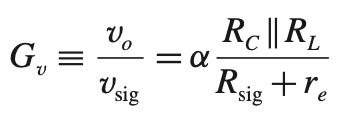 G_v ≡ v_o / v_sig = α (R_C ∥ R_L) / (R_sig + r_e)